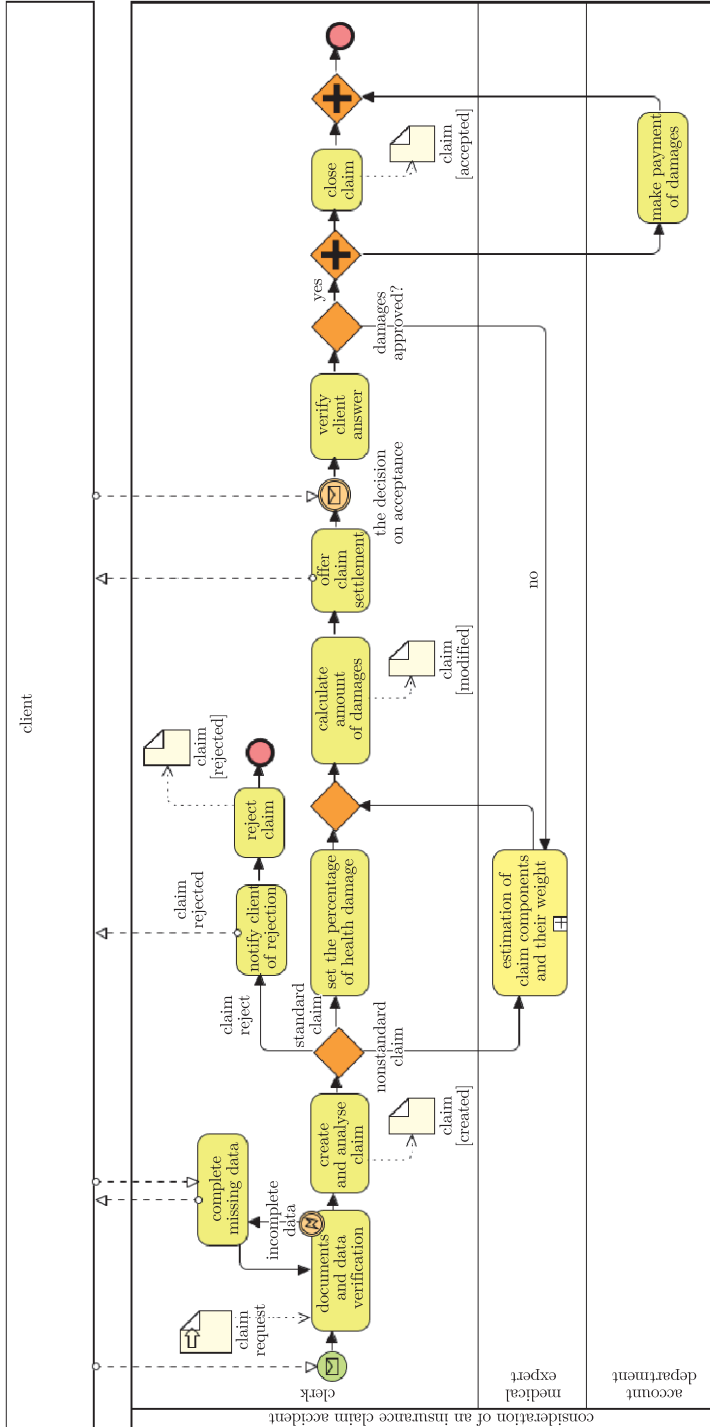 client
consideration of an insurance claim accident
clerk
medical
expert
account
department
claim
request
documents
and data
verification
incomplete
data
complete
missing data
create
and analyse
claim
claim
[created]
claim
reject
standard
claim
nonstandard
claim
notify client
of rejection
claim
rejected
reject
claim
claim
[rejected]
set the percentage
of health damage
estimation of
claim components
and their weight
calculate
amount
of damages
claim
[modified]
offer
claim
settlement
the decision
on acceptance
verify
client
answer
damages
approved?
yes
no
close
claim
claim
[accepted]
make payment
of damages